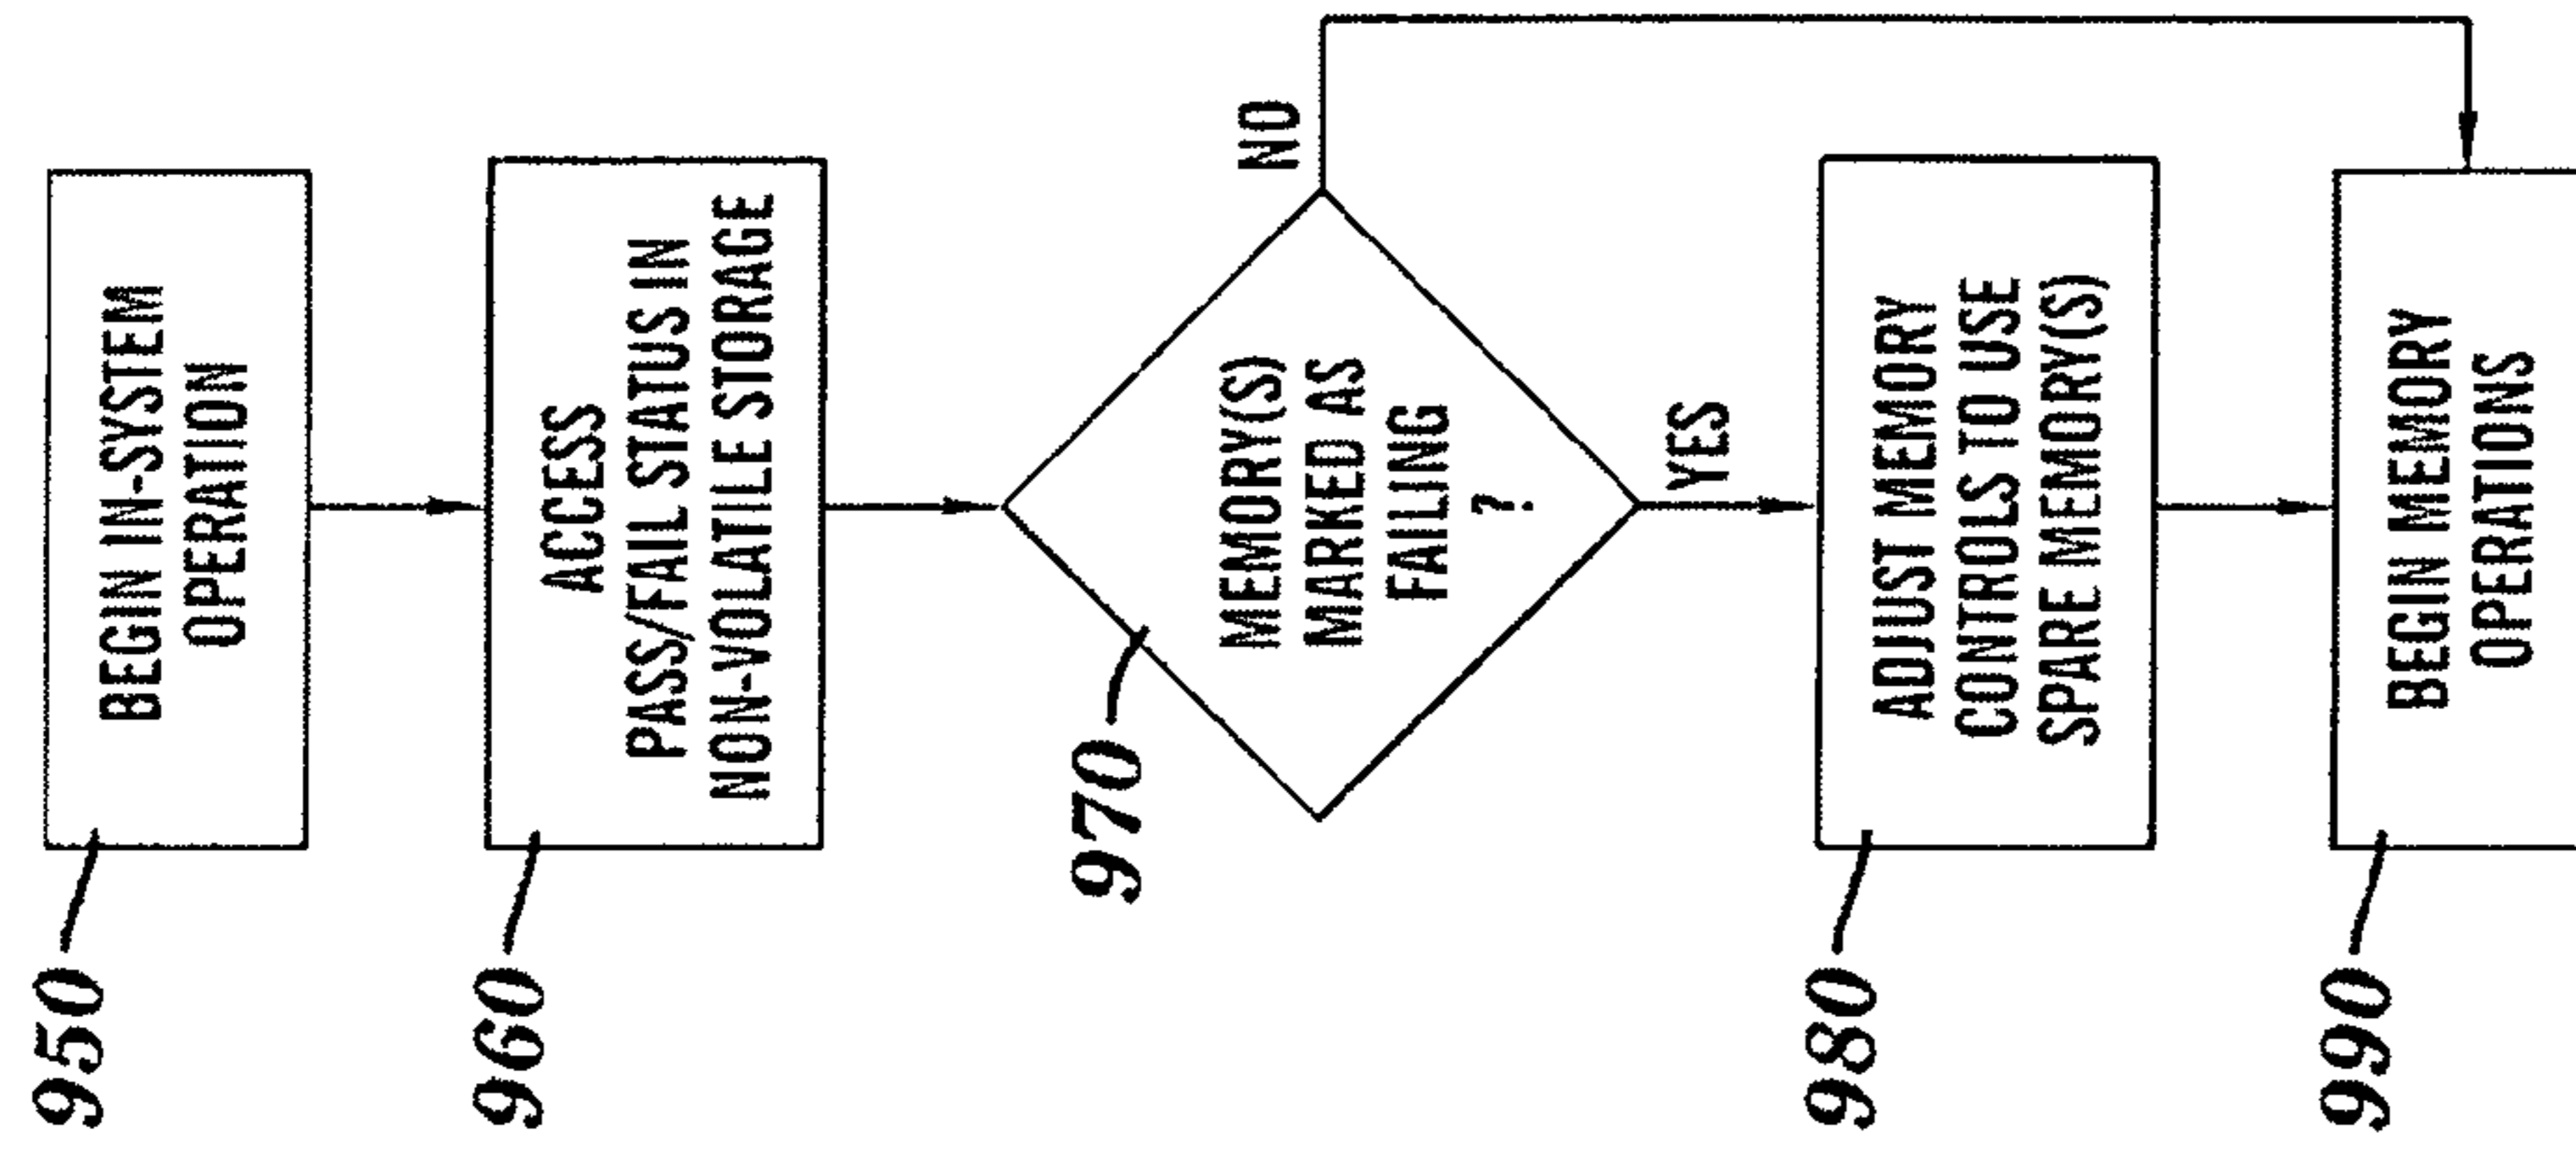 950
BEGIN IN-SYSTEM
OPERATION
960
ACCESS
PASS/FAIL STATUS IN
NON-VOLATILE STORAGE
970
MEMORY(S)
MARKED AS
FAILING
?
NO
YES
980
ADJUST MEMORY
CONTROLS TO USE
SPARE MEMORY(S)
990
BEGIN MEMORY
OPERATIONS